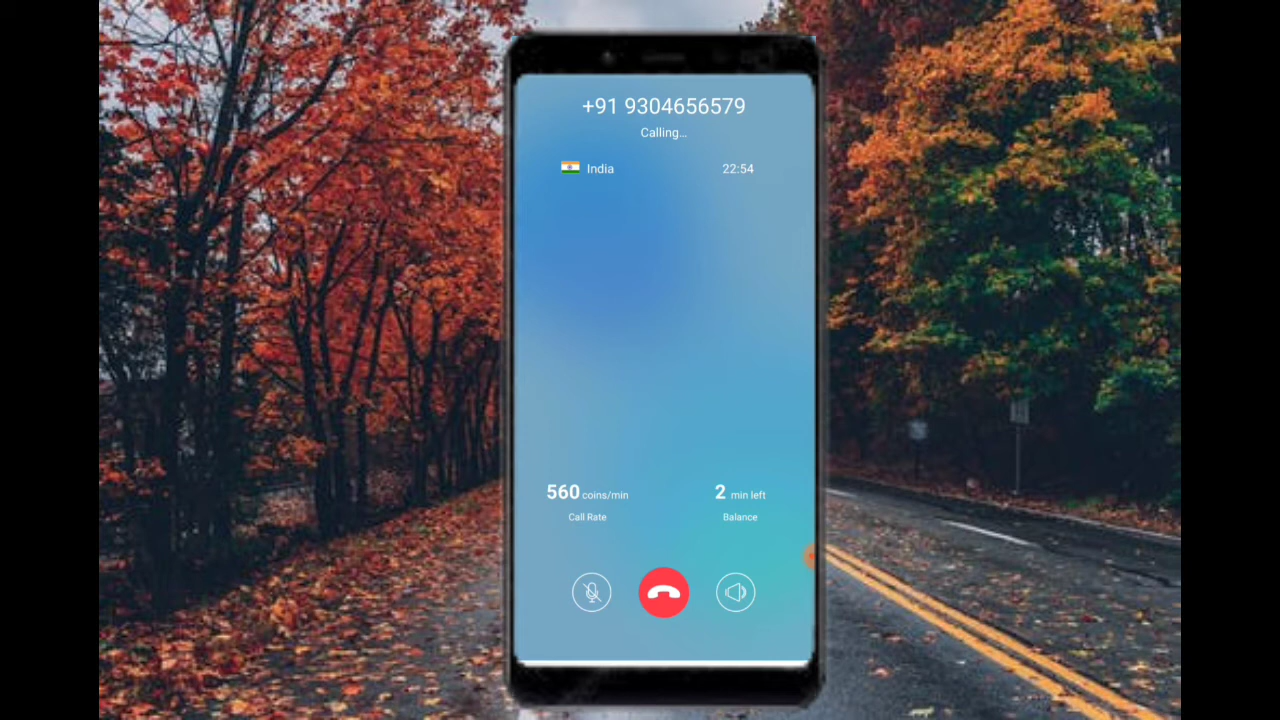 +91 9304656579
Calling...
India 22:54
560 coins/min 2 min left
Call Rate Balance